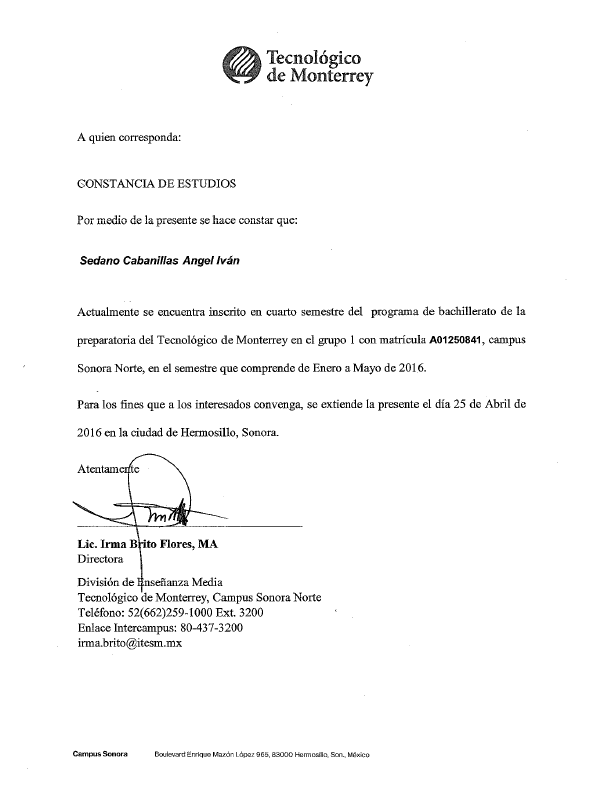 Tecnológico
de Monterrey
A quien corresponda:
CONSTANCIA DE ESTUDIOS
Por medio de la presente se hace constar que:
Sedano Cabanillas Angel Iván
Actualmente se encuentra inscrito en cuarto semestre del programa de bachillerato de la
preparatoria del Tecnológico de Monterrey en el grupo 1 con matrícula A01250841, campus
Sonora Norte, en el semestre que comprende de Enero a Mayo de 2016.
Para los fines que a los interesados convenga, se extiende la presente el día 25 de Abril de
2016 en la ciudad de Hermosillo, Sonora.
Atentamente
Lic. Irma Brito Flores, MA
Directora
División de Enseñanza Media
Tecnológico de Monterrey, Campus Sonora Norte
Teléfono: 52(662)259-1000 Ext. 3200
Enlace Intercampus: 80-437-3200
irma.brito@itesm.mx
Campus Sonora Boulevard Enrique Mazón López 965, 83000 Hermosillo, Son., México